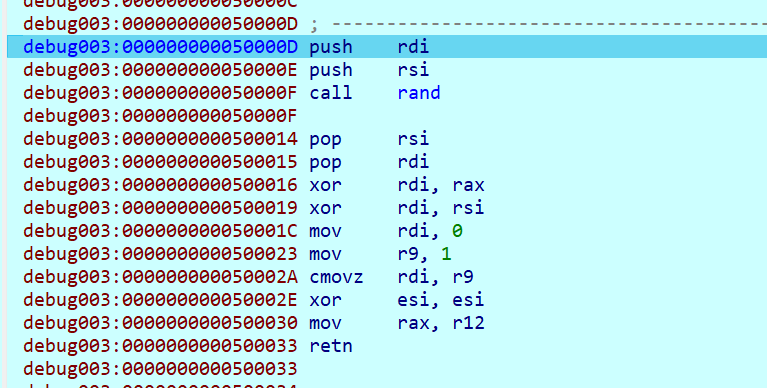 debug003:000000000050000C
debug003:000000000050000D ; ---------------------------------------
debug003:000000000050000D push rdi
debug003:000000000050000E push rsi
debug003:000000000050000F call rand
debug003:000000000050000F
debug003:0000000000500014 pop rsi
debug003:0000000000500015 pop rdi
debug003:0000000000500016 xor rdi, rax
debug003:0000000000500019 xor rdi, rsi
debug003:000000000050001C mov rdi, 0
debug003:0000000000500023 mov r9, 1
debug003:000000000050002A cmovz rdi, r9
debug003:000000000050002E xor esi, esi
debug003:0000000000500030 mov rax, r12
debug003:0000000000500033 retn
debug003:0000000000500033